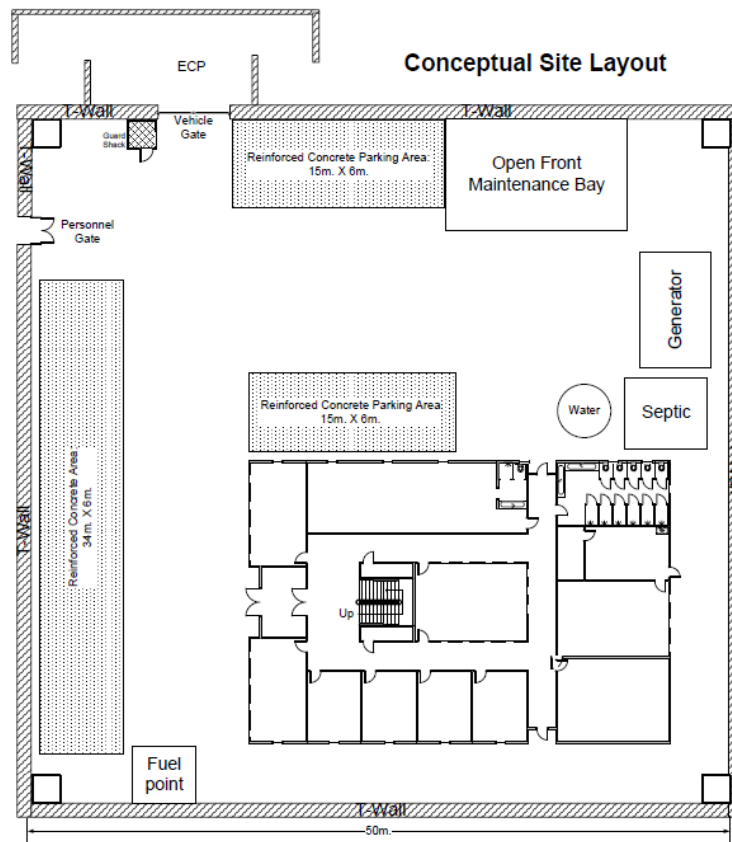 ECP
Conceptual Site Layout
T-Wall
T-Wall
Vehicle
Gate
Guard
Shack
T-Wall
Reinforced Concrete Parking Area:
15m. X 6m.
Open Front
Maintenance Bay
Personnel
Gate
Generator
Reinforced Concrete Parking Area:
15m. X 6m.
Water
Septic
Reinforced Concrete Area:
34m. X 6m.
T-Wall
Up
Fuel
point
T-Wall
50m.